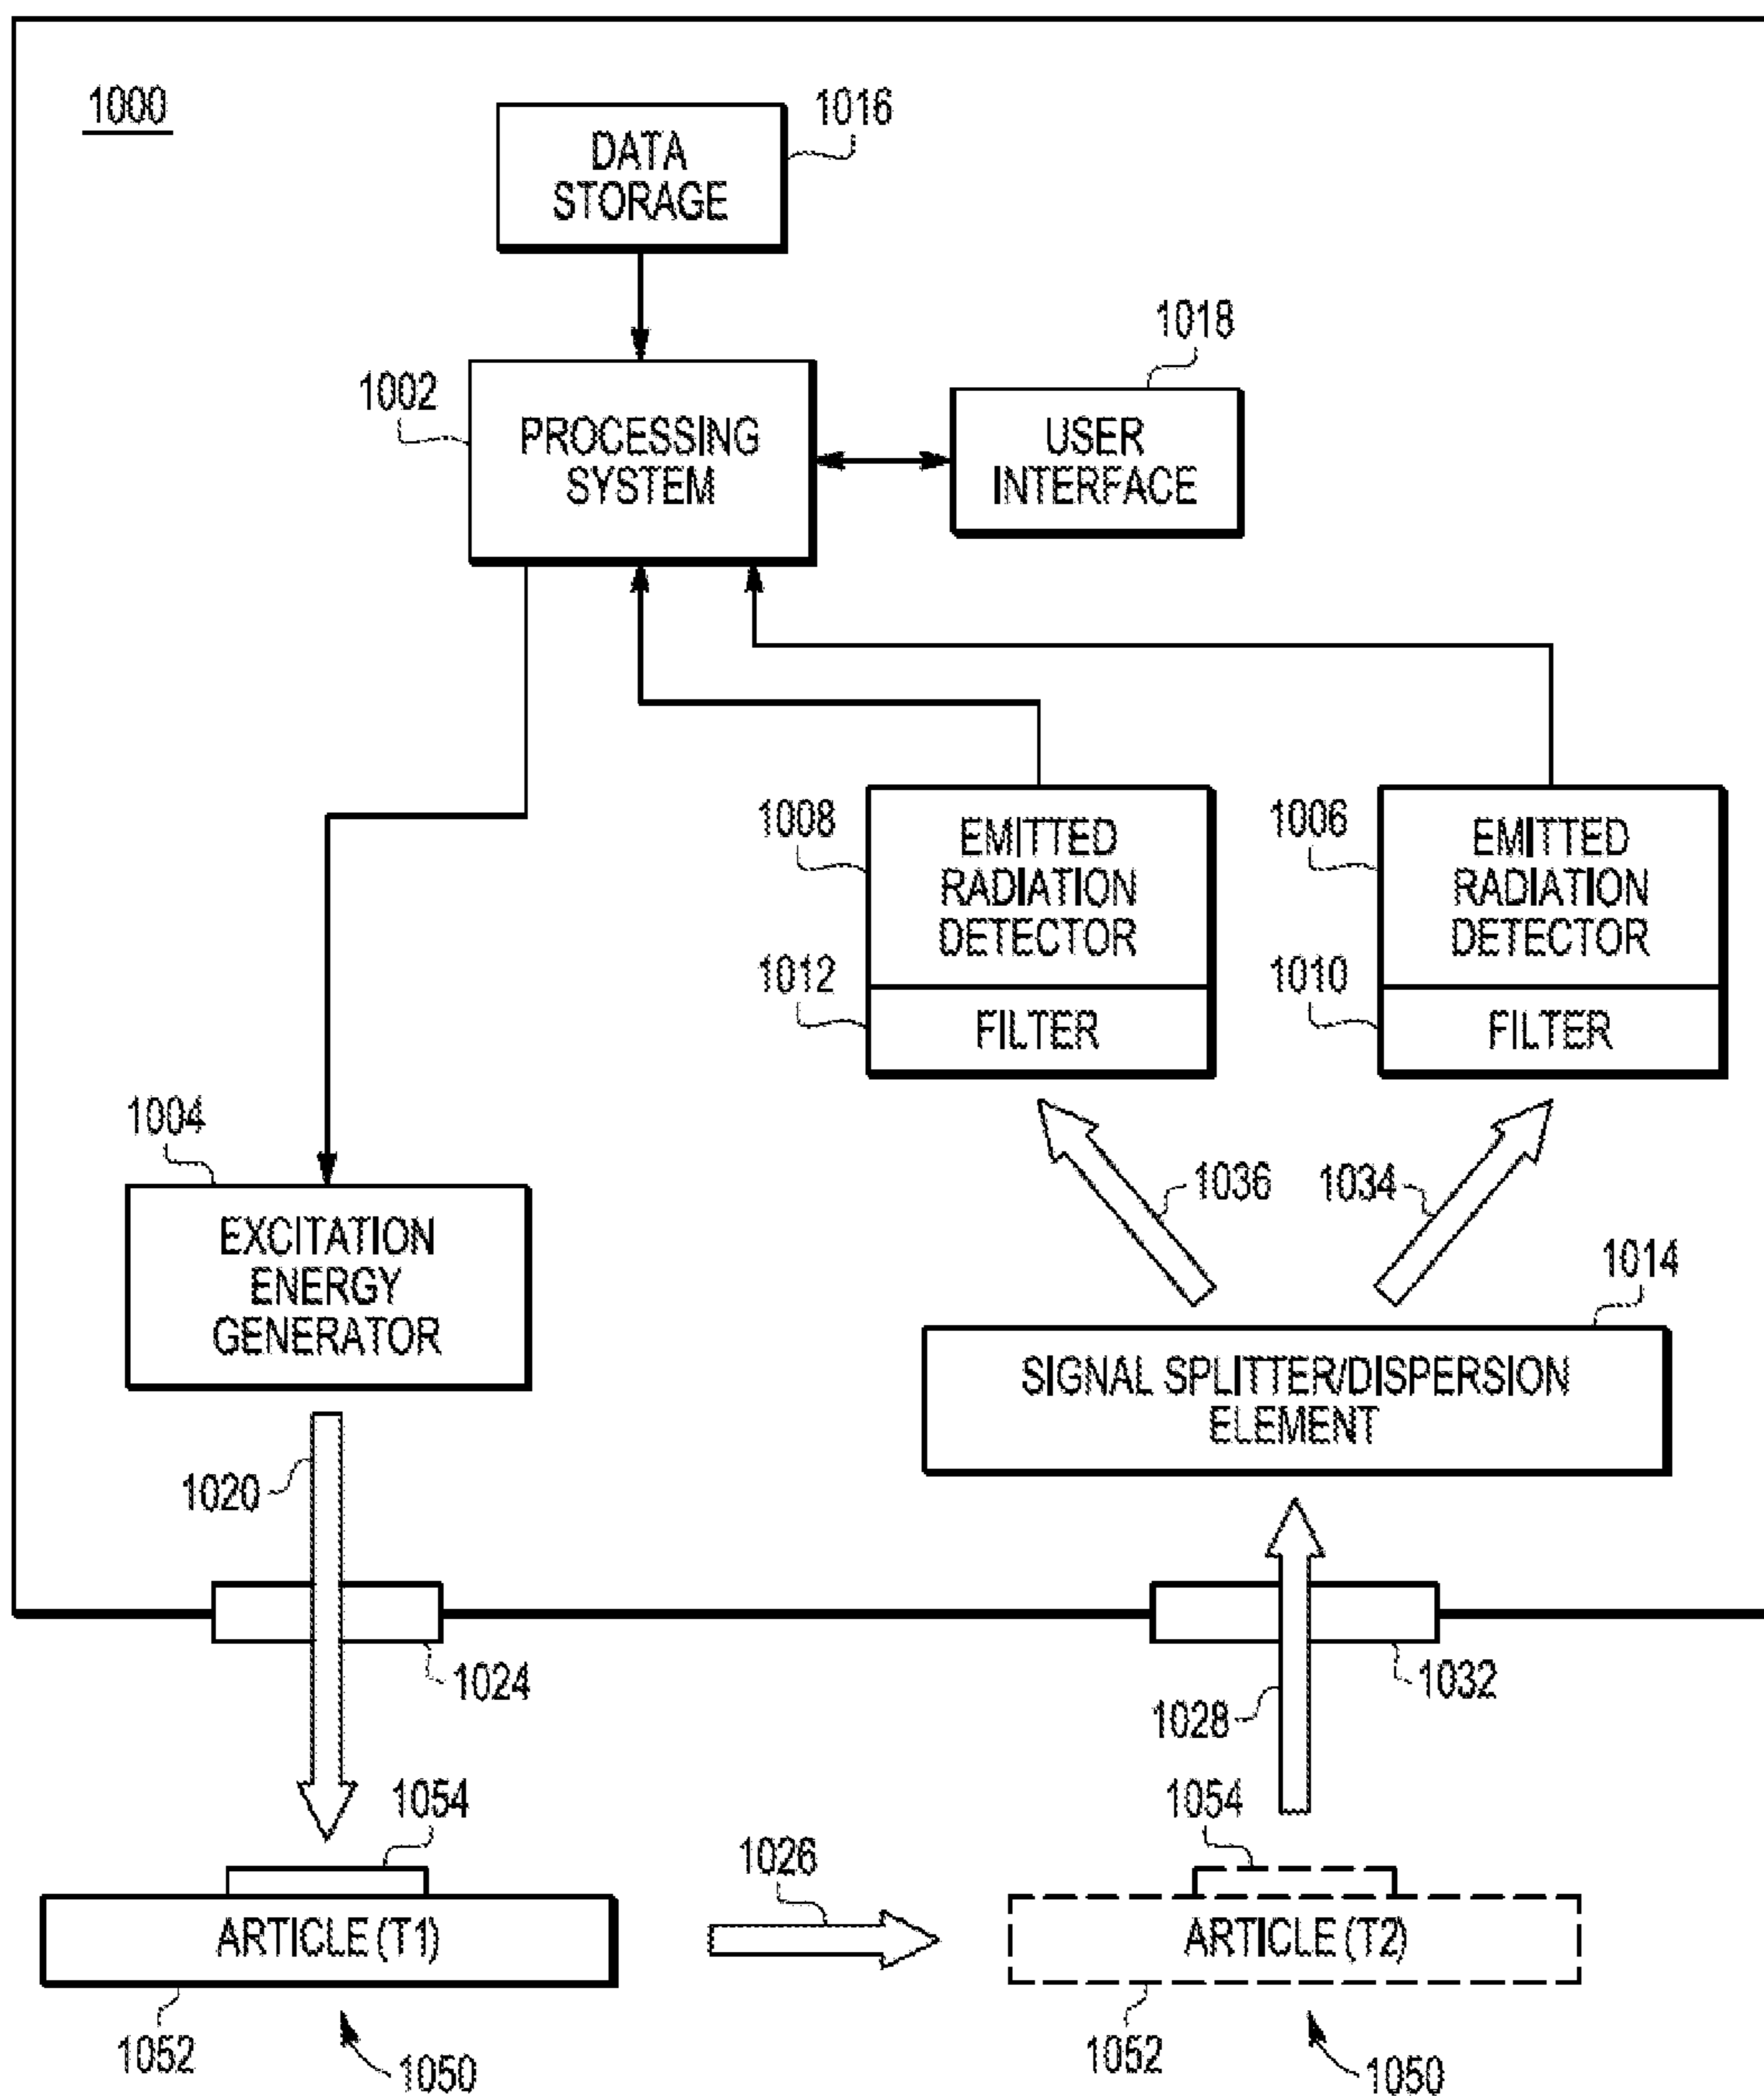 1000
DATA
STORAGE
1016
1018
1002
PROCESSING
SYSTEM
USER
INTERFACE
1008
EMITTED
RADIATION
DETECTOR
1006
EMITTED
RADIATION
DETECTOR
1012
FILTER
1010
FILTER
1004
EXCITATION
ENERGY
GENERATOR
1036
1034
1014
SIGNAL SPLITTER/DISPERSION
ELEMENT
1020
1024
1028
1032
1054
ARTICLE (T1)
1052
1050
1026
1054
ARTICLE (T2)
1052
1050